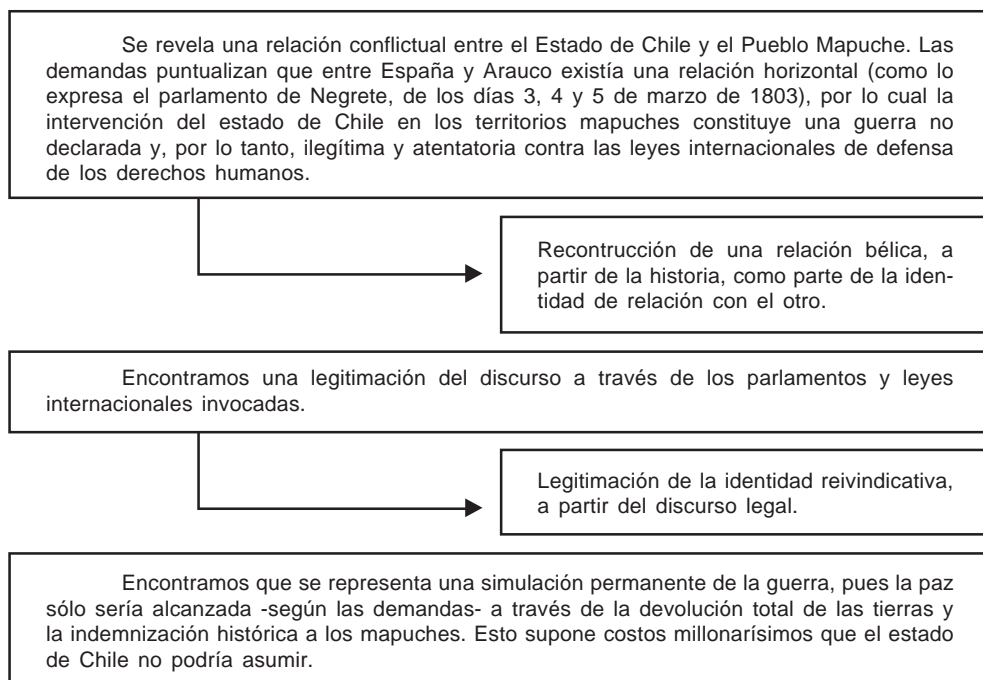 Se revela una relación conflictual entre el Estado de Chile y el Pueblo Mapuche. Las
demandas puntualizan que entre España y Arauco existía una relación horizontal (como lo
expresa el parlamento de Negrete, de los días 3, 4 y 5 de marzo de 1803), por lo cual la
intervención del estado de Chile en los territorios mapuches constituye una guerra no
declarada y, por lo tanto, ilegítima y atentatoria contra las leyes internacionales de defensa
de los derechos humanos.
Recontrucción de una relación bélica, a
partir de la historia, como parte de la iden-
tidad de relación con el otro.
Encontramos una legitimación del discurso a través de los parlamentos y leyes
internacionales invocadas.
Legitimación de la identidad reivindicativa,
a partir del discurso legal.
Encontramos que se representa una simulación permanente de la guerra, pues la paz
sólo sería alcanzada -según las demandas- a través de la devolución total de las tierras y
la indemnización histórica a los mapuches. Esto supone costos millonarísimos que el estado
de Chile no podría asumir.